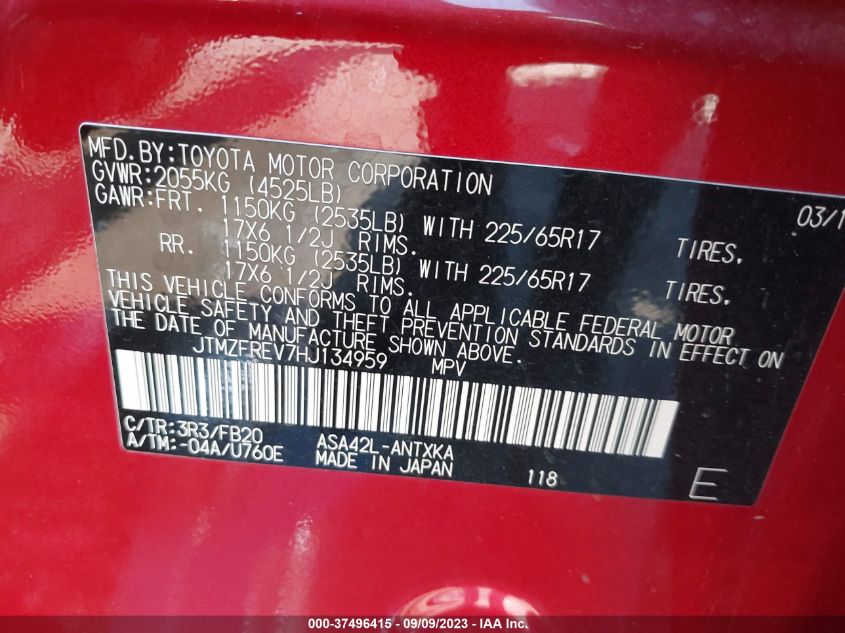 MFD.BY:TOYOTA MOTOR CORPORATION 03/1
GVWR:2055KG (4525LB)
GAWR:FRT. 1150KG (2535LB) WITH 225/65R17 TIRES.
17X6 1/2J RIMS.
RR. 1150KG (2535LB) WITH 225/65R17 TIRES.
17X6 1/2J RIMS.
THIS VEHICLE CONFORMS TO ALL APPLICABLE FEDERAL MOTOR
VEHICLE SAFETY AND THEFT PREVENTION STANDARDS IN EFFECT ON
THE DATE OF MANUFACTURE SHOWN ABOVE.
JTMZFREV7HJ134959 MPV
C/TR:3R3/FB20 ASA42L-ANTXKA
A/TM:-04A/U760E MADE IN JAPAN 118 E
000-37496415 - 09/09/2023 - IAA Inc.